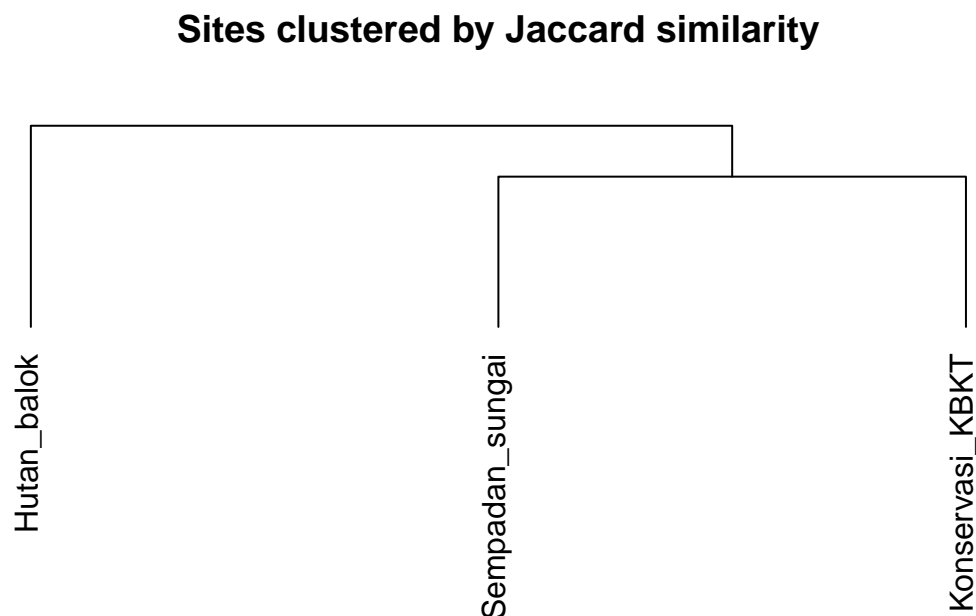 Sites clustered by Jaccard similarity
Hutan_balok
Sempadan_sungai
Konservasi_KBKT